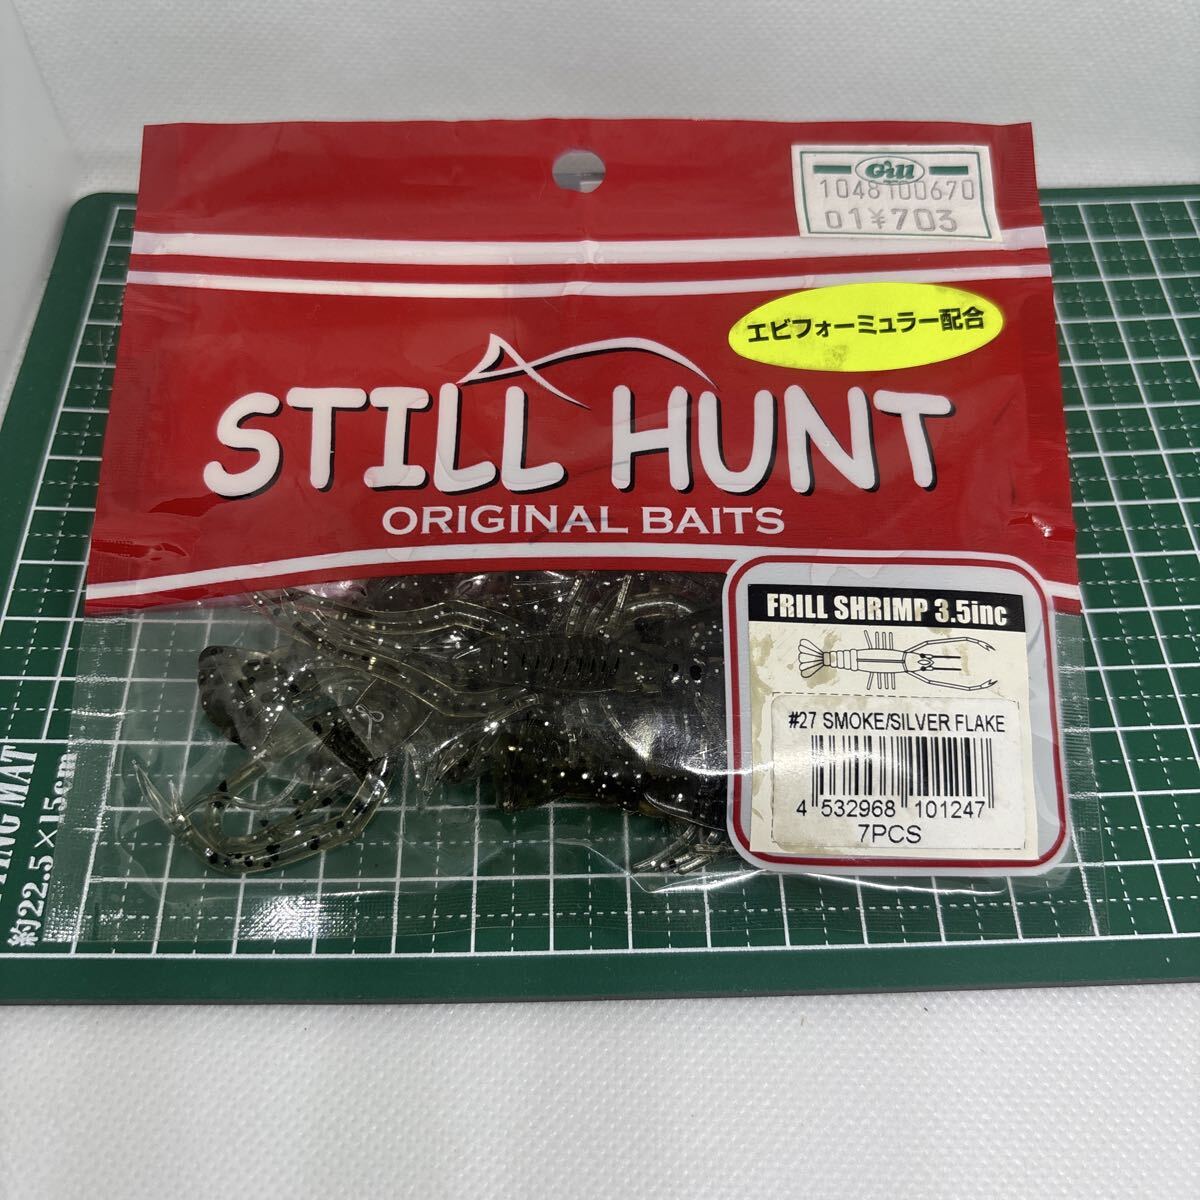 Gill
1048100670
01¥703
エビフォーミュラー配合
STILL HUNT
ORIGINAL BAITS
FRILL SHRIMP 3.5inc
#27 SMOKE/SILVER FLAKE
4 532968 101247
7PCS
MAT
約22.5×15cm